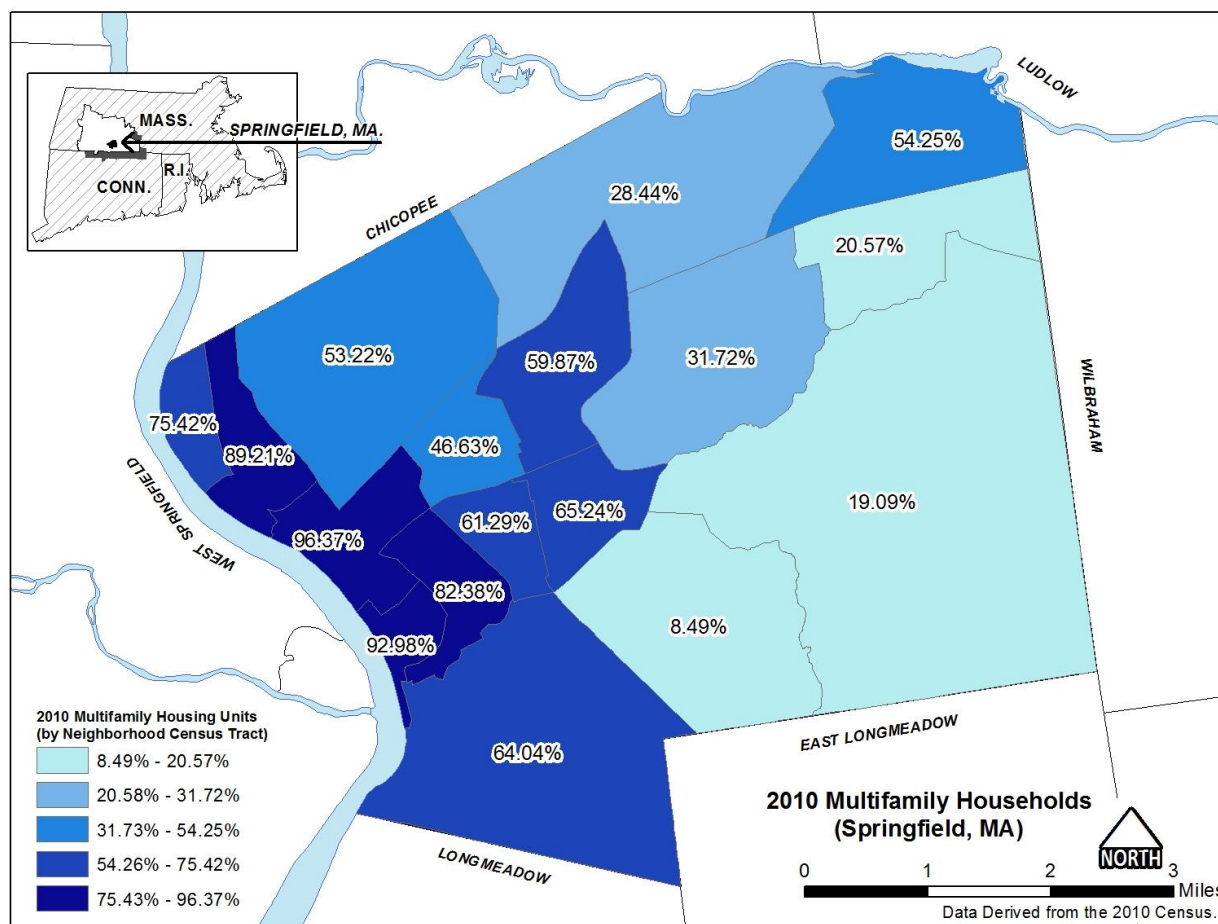 LUDLOW
MASS.
SPRINGFIELD, MA.
R.I.
CONN.
CHICOPEE
54.25%
28.44%
20.57%
53.22%
59.87%
31.72%
WILBRAHAM
75.42%
46.63%
89.21%
19.09%
61.29%
65.24%
WEST SPRINGFIELD
96.37%
82.38%
8.49%
92.98%
2010 Multifamily Housing Units
(by Neighborhood Census Tract)
8.49% - 20.57%
20.58% - 31.72%
31.73% - 54.25%
54.26% - 75.42%
75.43% - 96.37%
64.04%
EAST LONGMEADOW
LONGMEADOW
2010 Multifamily Households
(Springfield, MA)
NORTH
0 1 2 3
Miles
Data Derived from the 2010 Census.